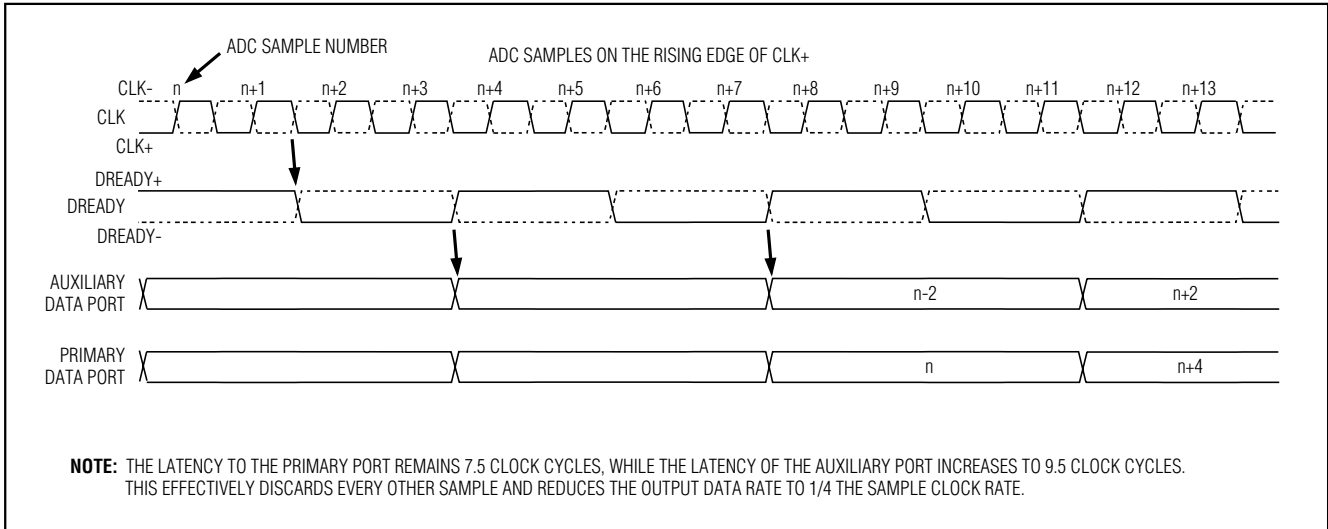 ADC SAMPLE NUMBER
ADC SAMPLES ON THE RISING EDGE OF CLK+
CLK-
n n+1 n+2 n+3 n+4 n+5 n+6 n+7 n+8 n+9 n+10 n+11 n+12 n+13
CLK
CLK+
DREADY+
DREADY
DREADY-
AUXILIARY
DATA PORT
n-2 n+2
PRIMARY
DATA PORT
n n+4
NOTE: THE LATENCY TO THE PRIMARY PORT REMAINS 7.5 CLOCK CYCLES, WHILE THE LATENCY OF THE AUXILIARY PORT INCREASES TO 9.5 CLOCK CYCLES.
THIS EFFECTIVELY DISCARDS EVERY OTHER SAMPLE AND REDUCES THE OUTPUT DATA RATE TO 1/4 THE SAMPLE CLOCK RATE.